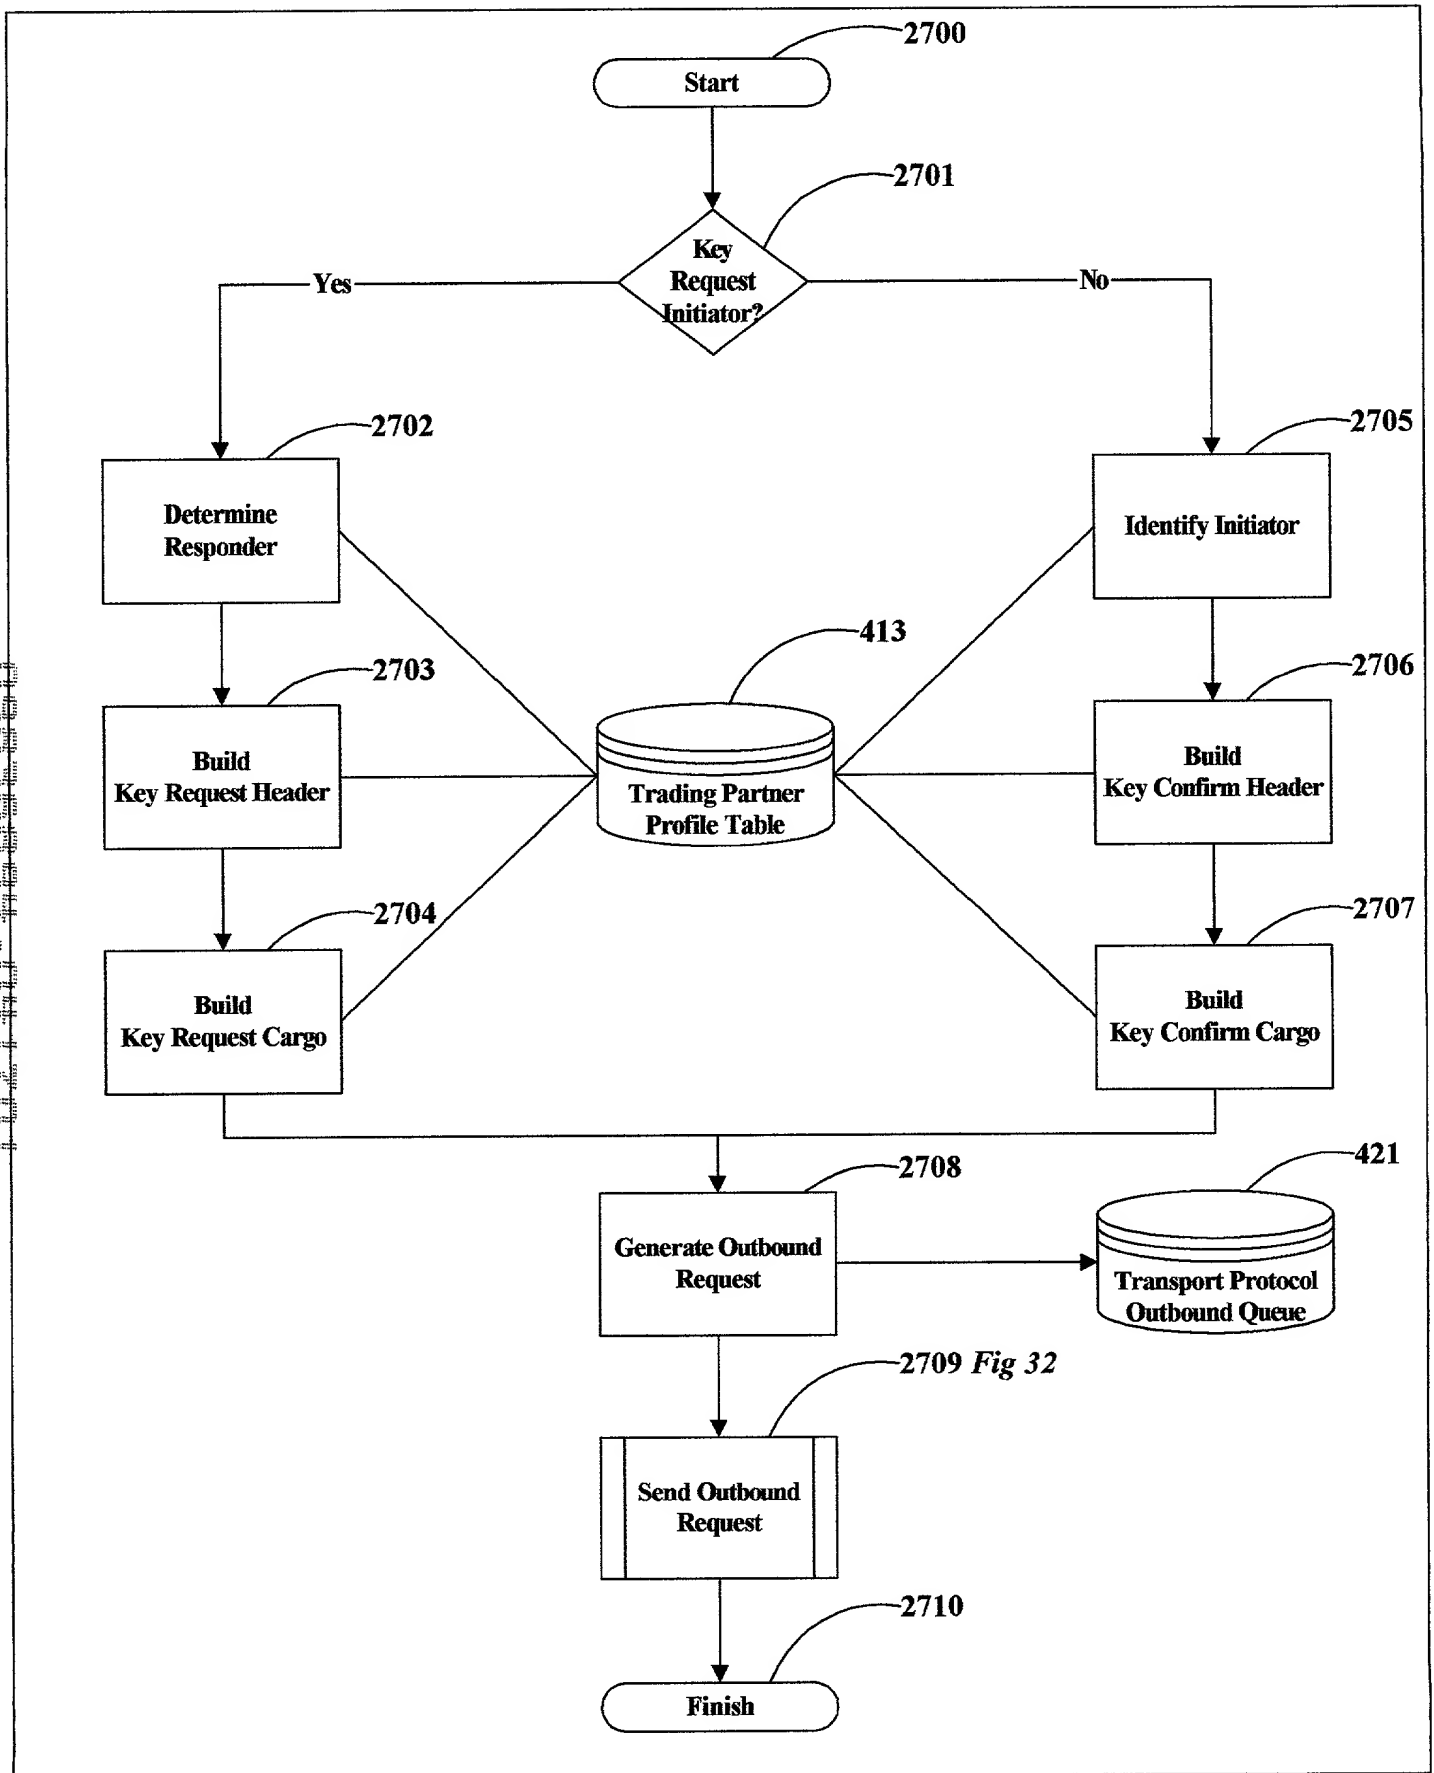 2700
Start
2701
Key
Request
Initiator?
Yes
No
2702
2705
Determine
Responder
Identify Initiator
413
2703
2706
Build
Key Request Header
Trading Partner
Profile Table
Build
Key Confirm Header
2704
2707
Build
Key Request Cargo
Build
Key Confirm Cargo
2708
421
Generate Outbound
Request
Transport Protocol
Outbound Queue
2709 Fig 32
Send Outbound
Request
2710
Finish